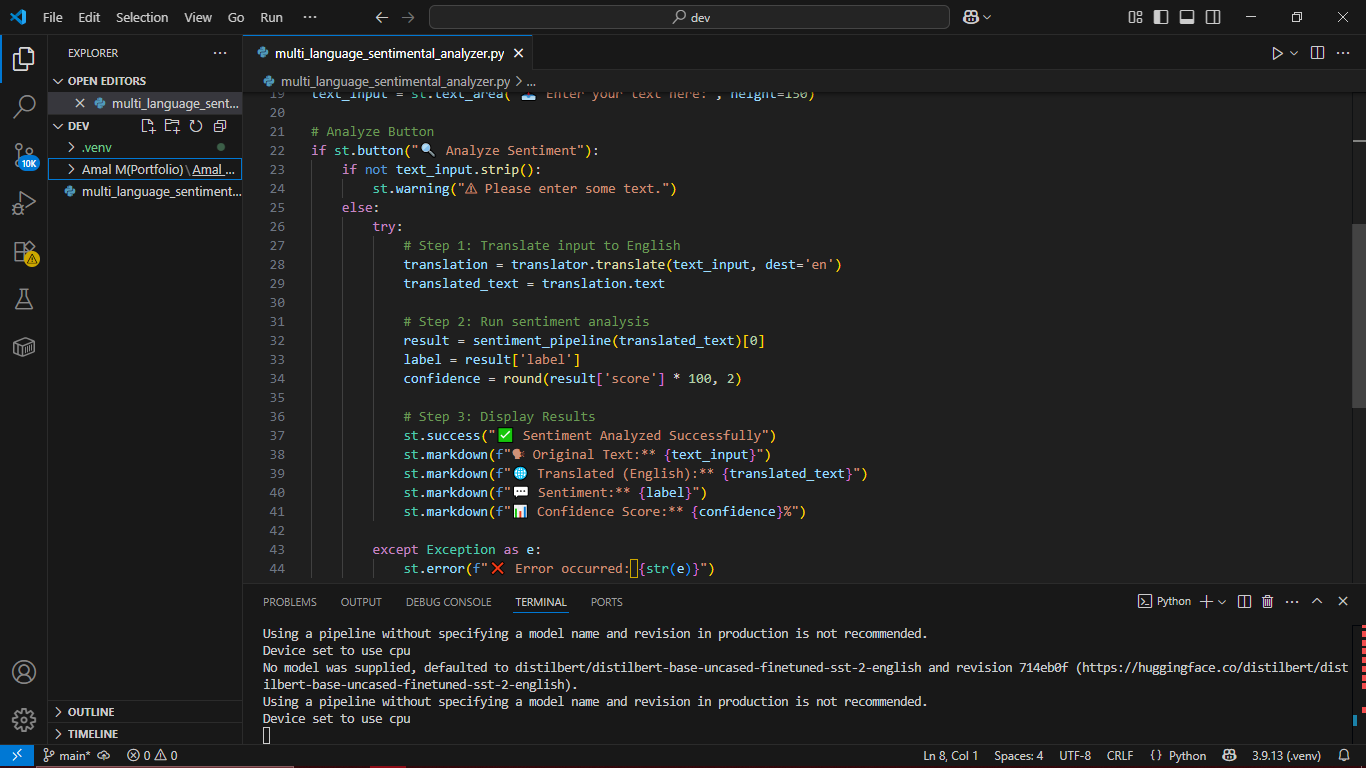 File Edit Selection View Go Run ··· dev
EXPLORER ···
OPEN EDITORS
multi_language_sent...
DEV
.venv
Amal M(Portfolio)\Amal_...
multi_language_sentiment...
OUTLINE
TIMELINE
10K
multi_language_sentimental_analyzer.py
multi_language_sentimental_analyzer.py > ...
19 text_input = st.text_area("📥 Enter your text here:", height=150)
20
21 # Analyze Button
22 if st.button("🔍 Analyze Sentiment"):
23 if not text_input.strip():
24 st.warning("⚠ Please enter some text.")
25 else:
26 try:
27 # Step 1: Translate input to English
28 translation = translator.translate(text_input, dest='en')
29 translated_text = translation.text
30
31 # Step 2: Run sentiment analysis
32 result = sentiment_pipeline(translated_text)[0]
33 label = result['label']
34 confidence = round(result['score'] * 100, 2)
35
36 # Step 3: Display Results
37 st.success("✅ Sentiment Analyzed Successfully")
38 st.markdown(f"🗣 Original Text:** {text_input}")
39 st.markdown(f"🌐 Translated (English):** {translated_text}")
40 st.markdown(f"💬 Sentiment:** {label}")
41 st.markdown(f"📊 Confidence Score:** {confidence}%")
42
43 except Exception as e:
44 st.error(f"❌ Error occurred: {str(e)}")
PROBLEMS OUTPUT DEBUG CONSOLE TERMINAL PORTS Python
Using a pipeline without specifying a model name and revision in production is not recommended.
Device set to use cpu
No model was supplied, defaulted to distilbert/distilbert-base-uncased-finetuned-sst-2-english and revision 714eb0f (https://huggingface.co/distilbert/dist
ilbert-base-uncased-finetuned-sst-2-english).
Using a pipeline without specifying a model name and revision in production is not recommended.
Device set to use cpu
main* 0 0 Ln 8, Col 1 Spaces: 4 UTF-8 CRLF {} Python 3.9.13 (.venv)